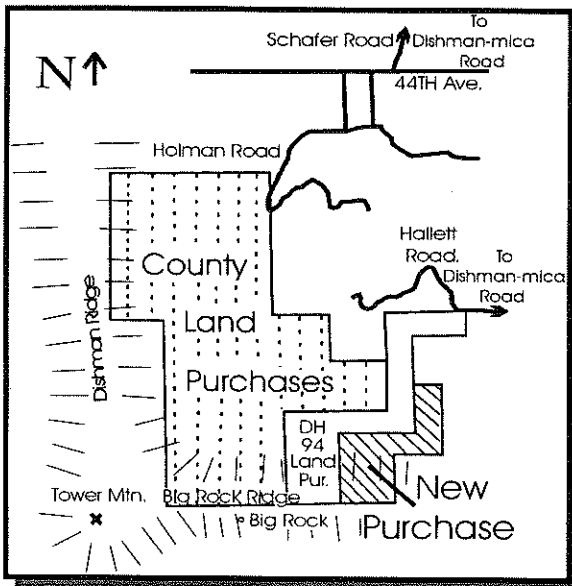 To
Schafer Road
Dishman-mica
Road
N
44TH Ave.
Holman Road
Hallett
Road.
To
Dishman-mica
Road
County
Land
Purchases
Dishman Ridge
DH
94
Land
Pur.
Tower Mtn.
Big Rock Ridge
Big Rock
New
Purchase